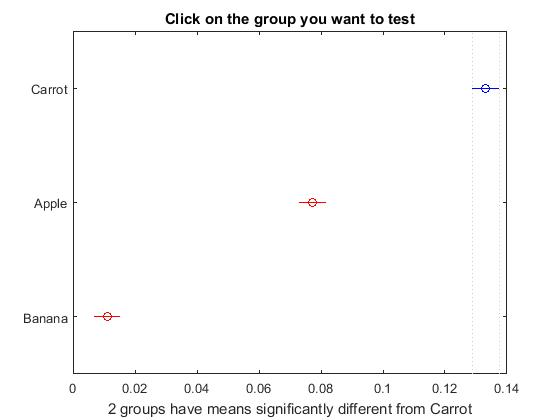 Click on the group you want to test
Carrot
Apple
Banana
0 0.02 0.04 0.06 0.08 0.1 0.12 0.14
2 groups have means significantly different from Carrot